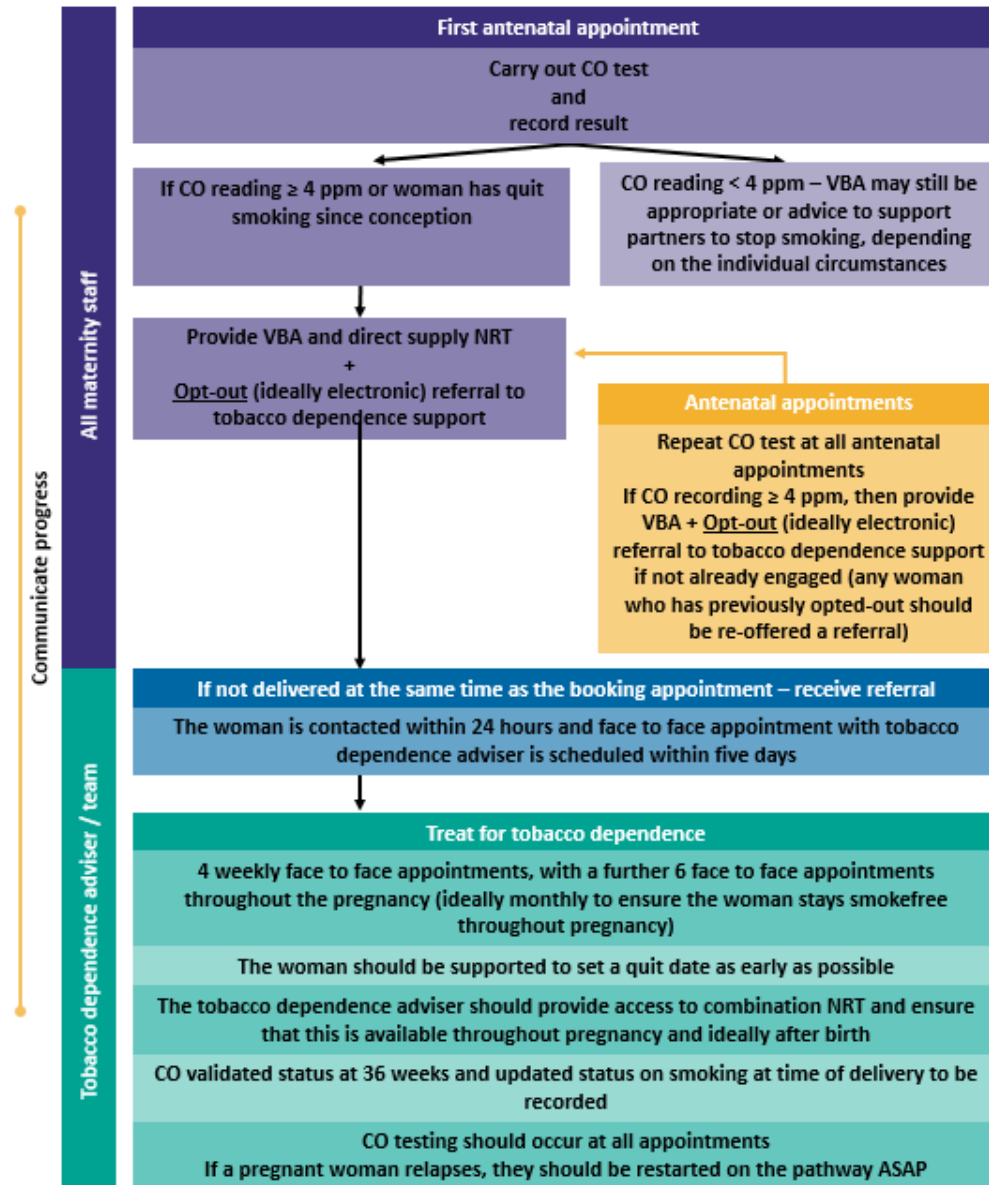 First antenatal appointment
Carry out CO test
and
record result
If CO reading ≥ 4 ppm or woman has quit
smoking since conception
CO reading < 4 ppm – VBA may still be
appropriate or advice to support
partners to stop smoking, depending
on the individual circumstances
Provide VBA and direct supply NRT
+
Opt-out (ideally electronic) referral to
tobacco dependence support
Antenatal appointments
Repeat CO test at all antenatal
appointments
If CO recording ≥ 4 ppm, then provide
VBA + Opt-out (ideally electronic)
referral to tobacco dependence support
if not already engaged (any woman
who has previously opted-out should
be re-offered a referral)
All maternity staff
Communicate progress
If not delivered at the same time as the booking appointment – receive referral
The woman is contacted within 24 hours and face to face appointment with tobacco
dependence adviser is scheduled within five days
Tobacco dependence adviser / team
Treat for tobacco dependence
4 weekly face to face appointments, with a further 6 face to face appointments
throughout the pregnancy (ideally monthly to ensure the woman stays smokefree
throughout pregnancy)
The woman should be supported to set a quit date as early as possible
The tobacco dependence adviser should provide access to combination NRT and ensure
that this is available throughout pregnancy and ideally after birth
CO validated status at 36 weeks and updated status on smoking at time of delivery to be
recorded
CO testing should occur at all appointments
If a pregnant woman relapses, they should be restarted on the pathway ASAP